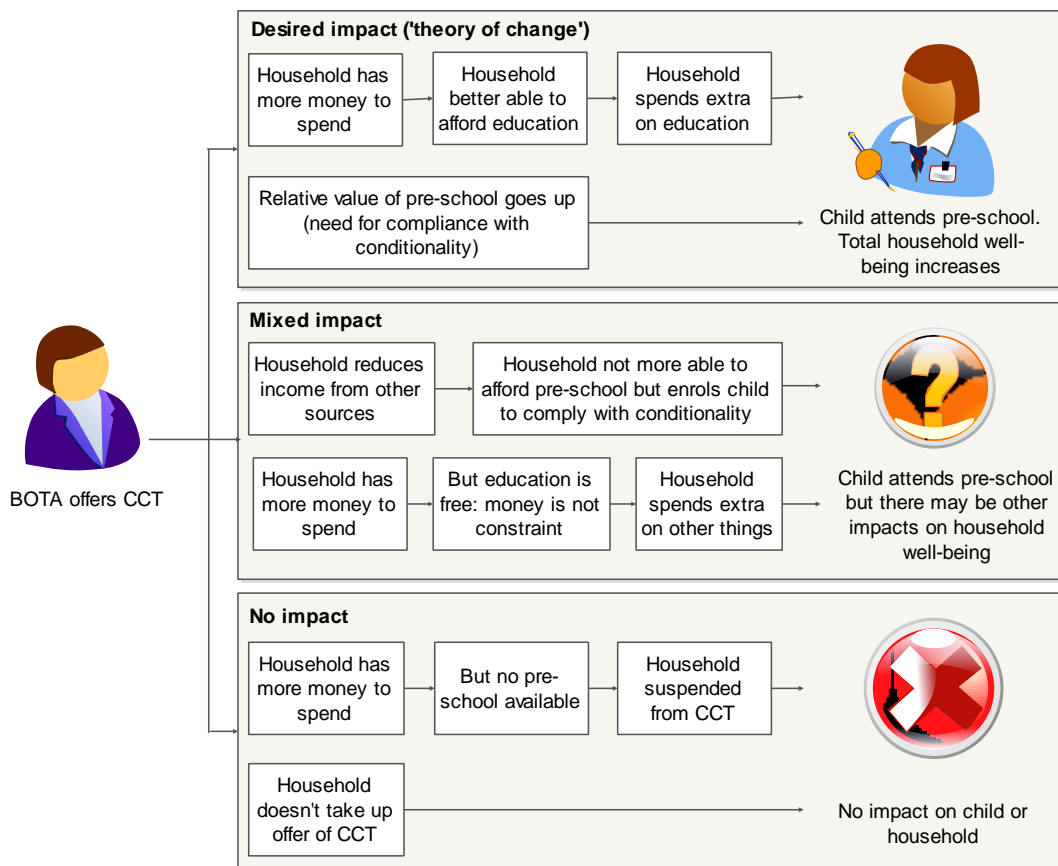 Desired impact ('theory of change')
Household has
more money to
spend
Household
better able to
afford education
Household
spends extra
on education
Relative value of pre-school goes up
(need for compliance with
conditionality)
Child attends pre-school.
Total household well-
being increases
BOTA offers CCT
Mixed impact
Household reduces
income from other
sources
Household not more able to
afford pre-school but enrols child
to comply with conditionality
Household has
more money to
spend
But education is
free: money is not
constraint
Household
spends extra
on other things
Child attends pre-school
but there may be other
impacts on household
well-being
No impact
Household has
more money to
spend
But no pre-
school available
Household
suspended
from CCT
Household
doesn't take up
offer of CCT
No impact on child or
household